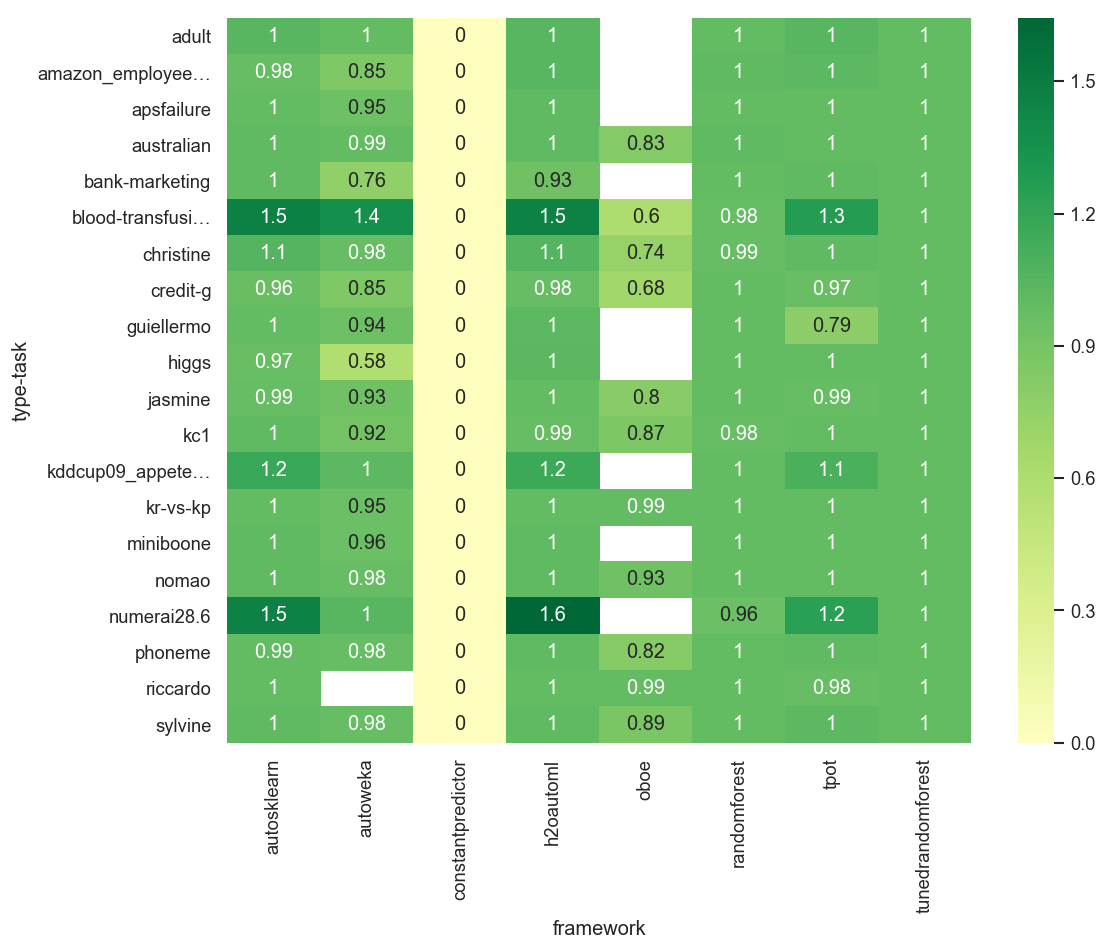 adult 1 1 0 1 1 1 1
amazon_employee… 0.98 0.85 0 1 1 1 1
apsfailure 1 0.95 0 1 1 1 1
australian 1 0.99 0 1 0.83 1 1 1
bank-marketing 1 0.76 0 0.93 1 1 1
blood-transfusi… 1.5 1.4 0 1.5 0.6 0.98 1.3 1
christine 1.1 0.98 0 1.1 0.74 0.99 1 1
credit-g 0.96 0.85 0 0.98 0.68 1 0.97 1
guiellermo 1 0.94 0 1 1 0.79 1
higgs 0.97 0.58 0 1 1 1 1
jasmine 0.99 0.93 0 1 0.8 1 0.99 1
kc1 1 0.92 0 0.99 0.87 0.98 1 1
kddcup09_appete… 1.2 1 0 1.2 1 1.1 1
kr-vs-kp 1 0.95 0 1 0.99 1 1 1
miniboone 1 0.96 0 1 1 1 1
nomao 1 0.98 0 1 0.93 1 1 1
numerai28.6 1.5 1 0 1.6 0.96 1.2 1
phoneme 0.99 0.98 0 1 0.82 1 1 1
riccardo 1 0 1 0.99 1 0.98 1
sylvine 1 0.98 0 1 0.89 1 1 1
type-task
autosklearn
autoweka
constantpredictor
h2oautoml
oboe
randomforest
tpot
tunedrandomforest
framework
1.5
1.2
0.9
0.6
0.3
0.0